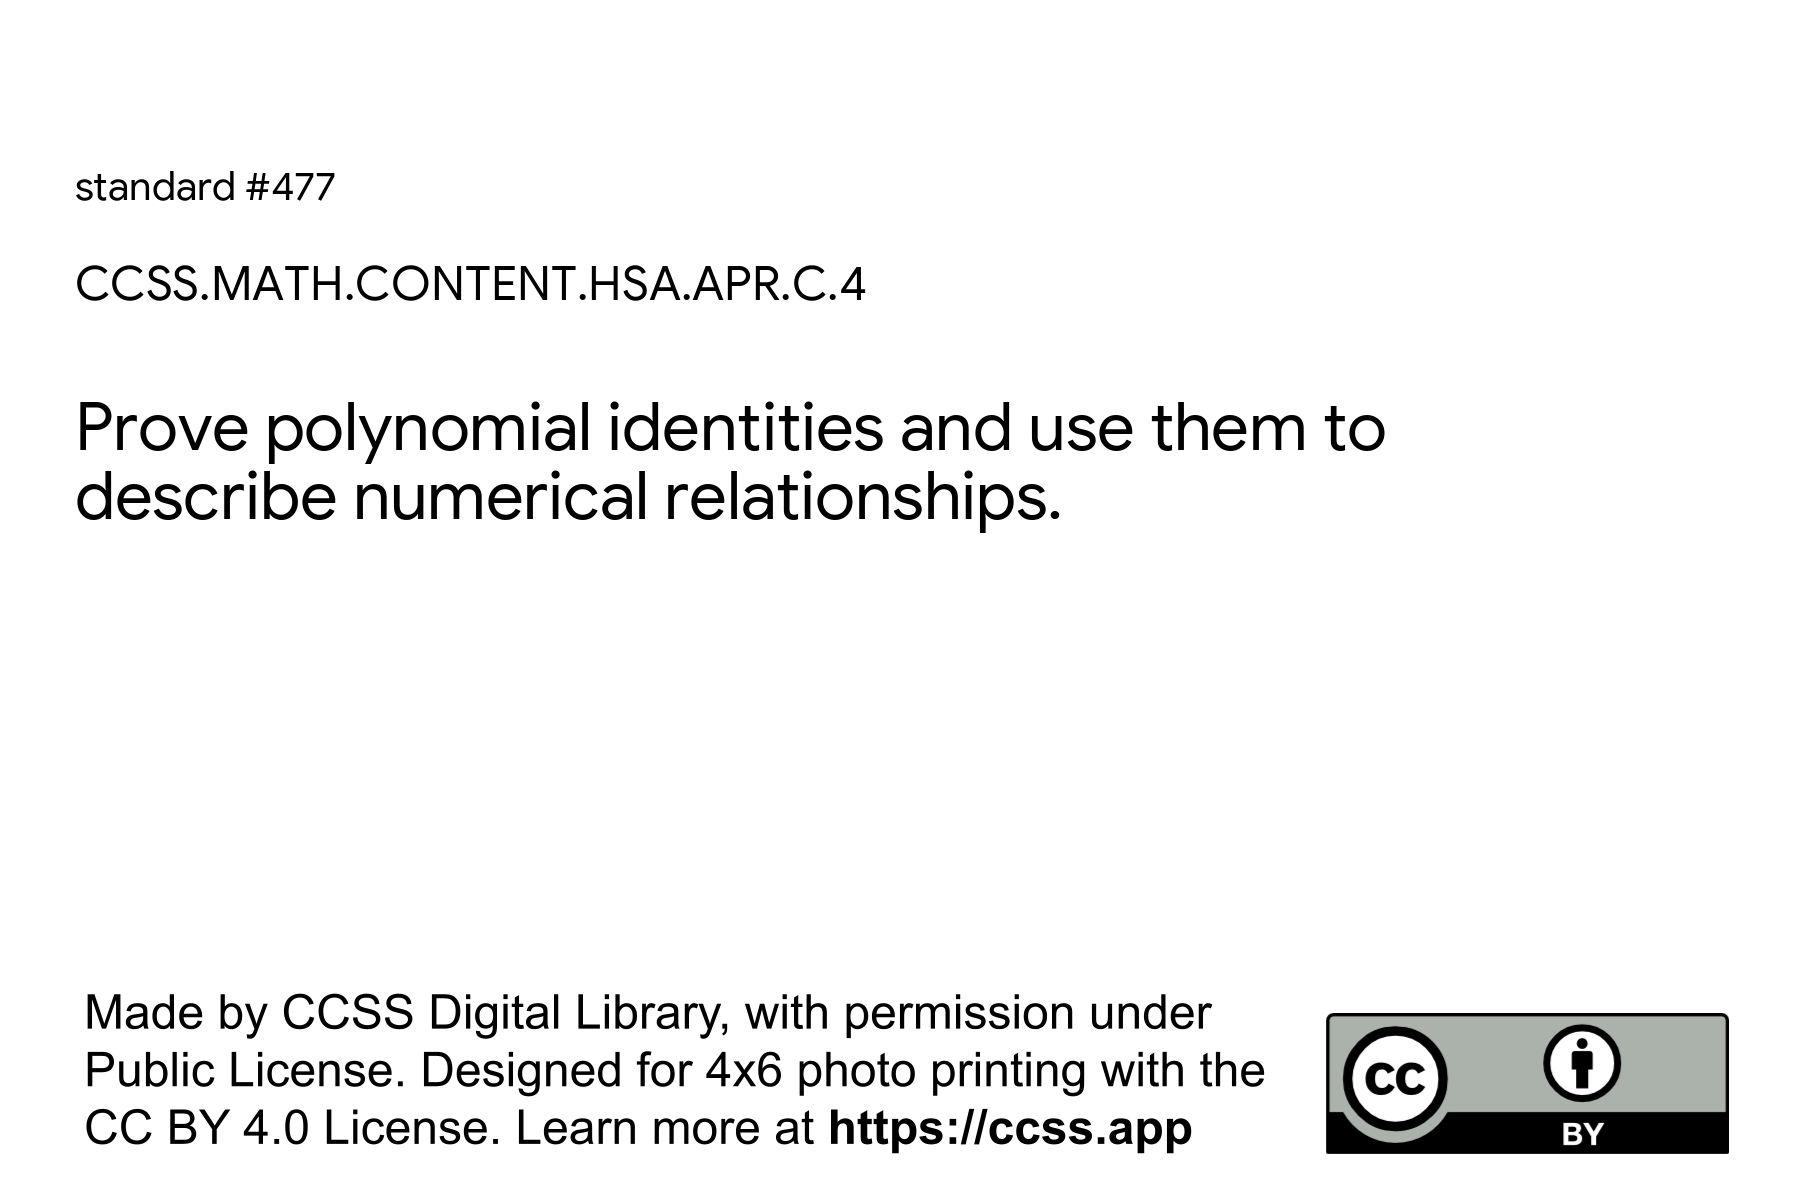 standard #477
CCSS.MATH.CONTENT.HSA.APR.C.4
Prove polynomial identities and use them to
describe numerical relationships.
Made by CCSS Digital Library, with permission under
Public License. Designed for 4x6 photo printing with the
CC BY 4.0 License. Learn more at https://ccss.app
CC
BY